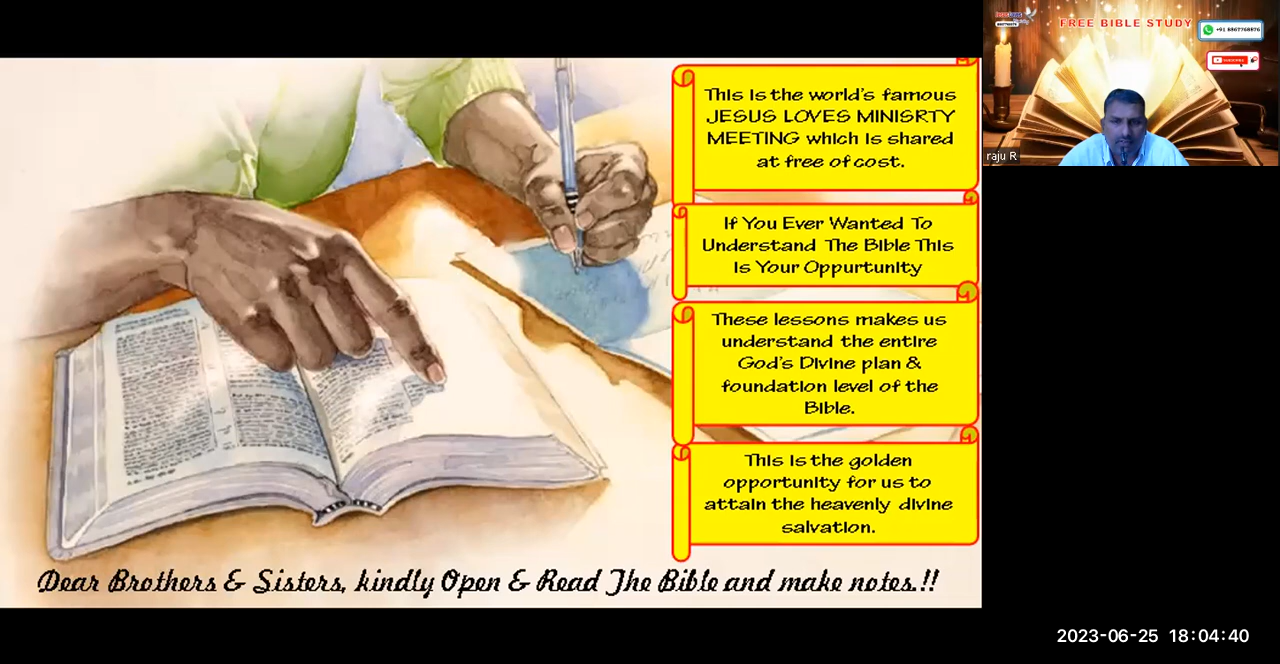 This is the world's famous
JESUS LOVES MINISRTY
MEETING which is shared
at free of cost.
If You Ever Wanted To
Understand The Bible This
is Your Oppurtunity
These lessons makes us
understand the entire
God's Divine plan &
foundation level of the
Bible.
This is the golden
opportunity for us to
attain the heavenly divine
salvation.
Dear Brothers & Sisters, kindly Open & Read The Bible and make notes.!!
FREE BIBLE STUDY
+91 8867768876
raju R
2023-06-25 18:04:40